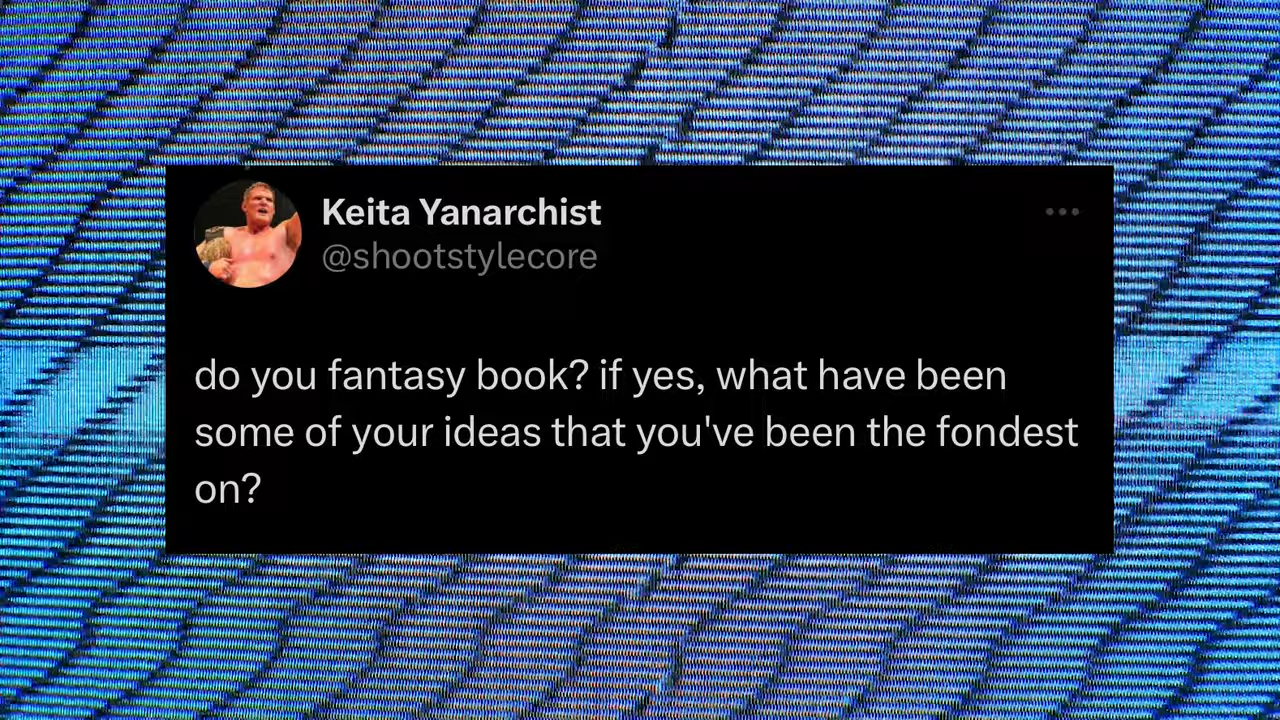 Keita Yanarchist
@shootstylecore
do you fantasy book? if yes, what have been
some of your ideas that you've been the fondest
on?